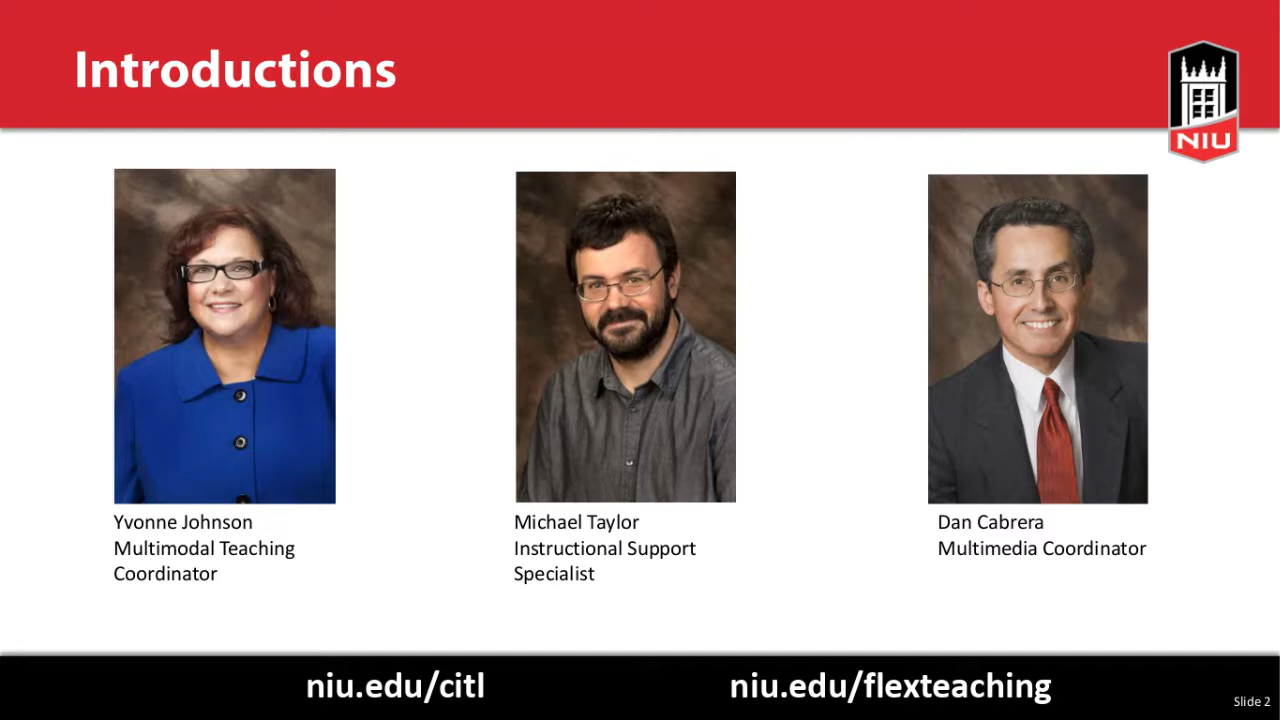 Introductions
NIU
Yvonne Johnson
Multimodal Teaching
Coordinator
Michael Taylor
Instructional Support
Specialist
Dan Cabrera
Multimedia Coordinator
niu.edu/citl
niu.edu/flexteaching
Slide 2